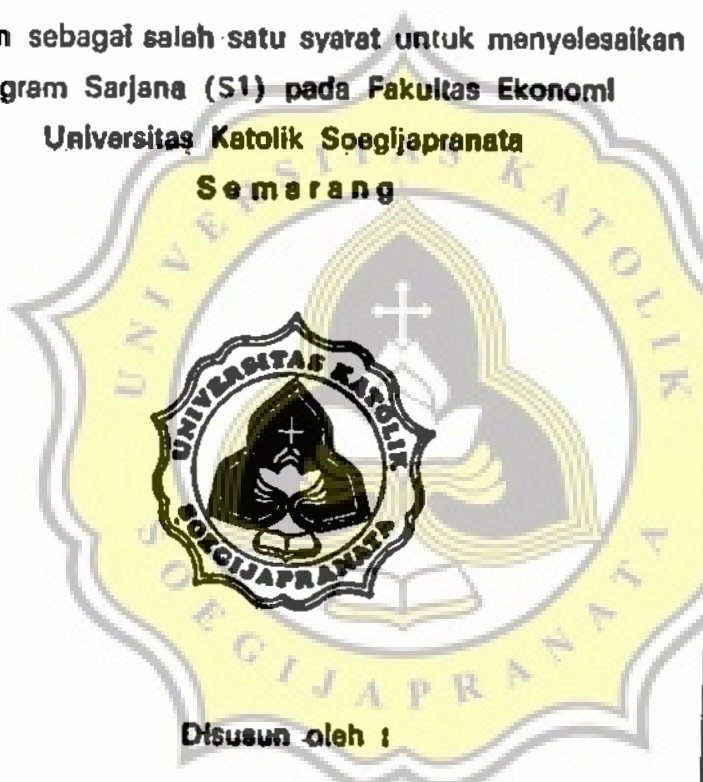 n sebagai salah satu syarat untuk menyelesaikan
gram Sarjana (S1) pada Fakultas Ekonomi
Universitas Katolik Soegijapranata
Semarang
UNIVERSITAS KATOLIK
SOEGIJAPRANATA
UNIVERSITAS KATOLIK
SOEGIJAPRANATA
Disusun oleh :